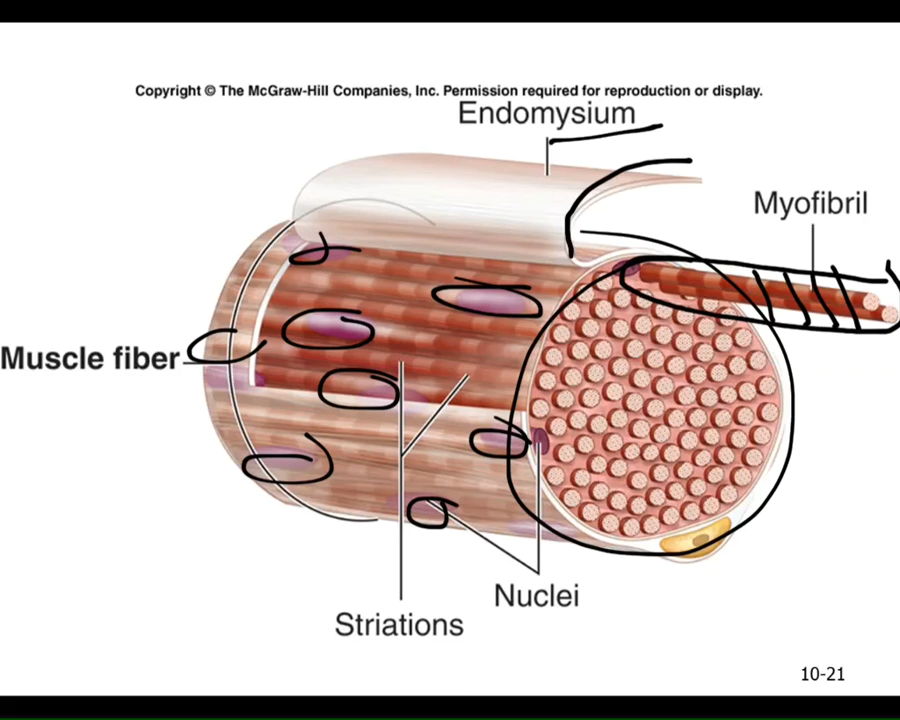 Copyright © The McGraw-Hill Companies, Inc. Permission required for reproduction or display.
Endomysium
Myofibril
Muscle fiber
Nuclei
Striations
10-21